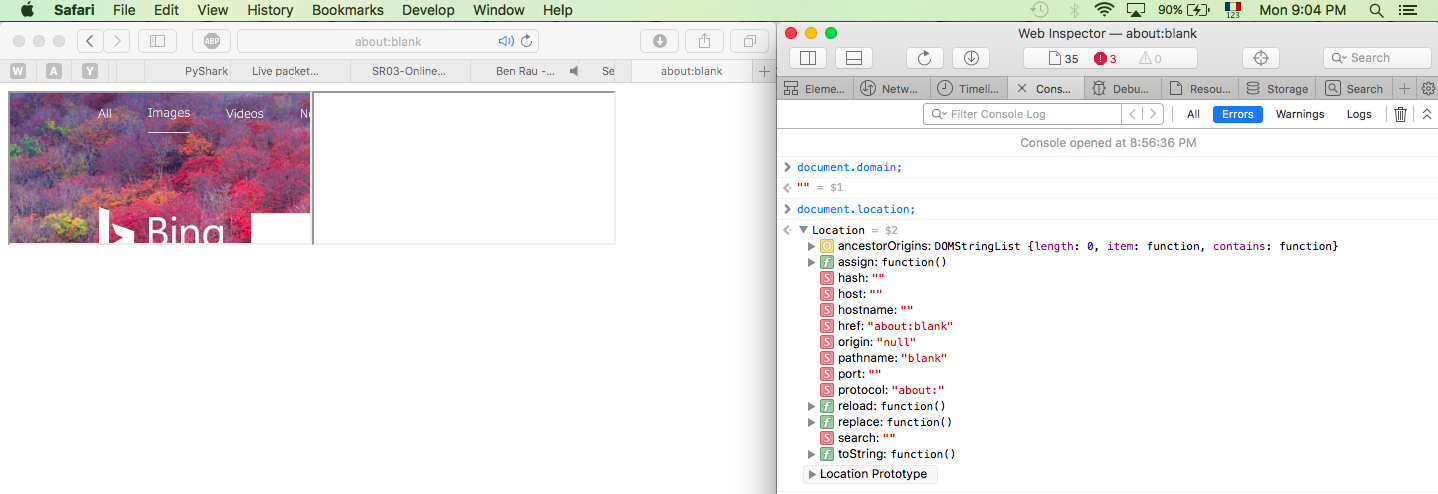 Safari File Edit View History Bookmarks Develop Window Help
90% 123 Mon 9:04 PM
ABP about:blank
W A Y PyShark Live packet... SR03-Online... Ben Rau -... Se about:blank
All Images Videos
Bing
Web Inspector — about:blank
35 3 0 Search
Eleme... Netw... Timeli... Cons... Debu... Resou... Storage Search
Filter Console Log All Errors Warnings Logs
Console opened at 8:56:36 PM
document.domain;
"" = $1
document.location;
Location = $2
O ancestorOrigins: DOMStringList {length: 0, item: function, contains: function}
f assign: function()
S hash: ""
S host: ""
S hostname: ""
S href: "about:blank"
S origin: "null"
S pathname: "blank"
S port: ""
S protocol: "about:"
f reload: function()
f replace: function()
S search: ""
f toString: function()
Location Prototype